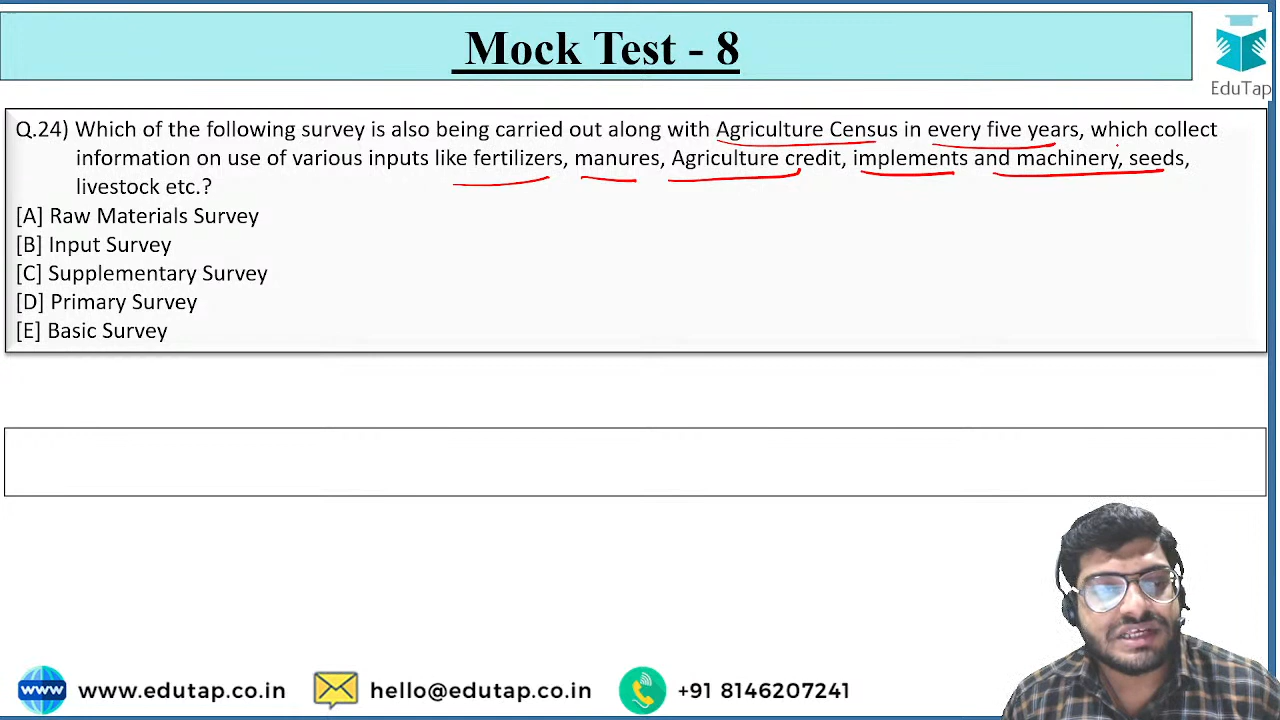 Mock Test - 8
EduTap
Q.24) Which of the following survey is also being carried out along with Agriculture Census in every five years, which collect
information on use of various inputs like fertilizers, manures, Agriculture credit, implements and machinery, seeds,
livestock etc.?
[A] Raw Materials Survey
[B] Input Survey
[C] Supplementary Survey
[D] Primary Survey
[E] Basic Survey
www www.edutap.co.in hello@edutap.co.in +91 8146207241